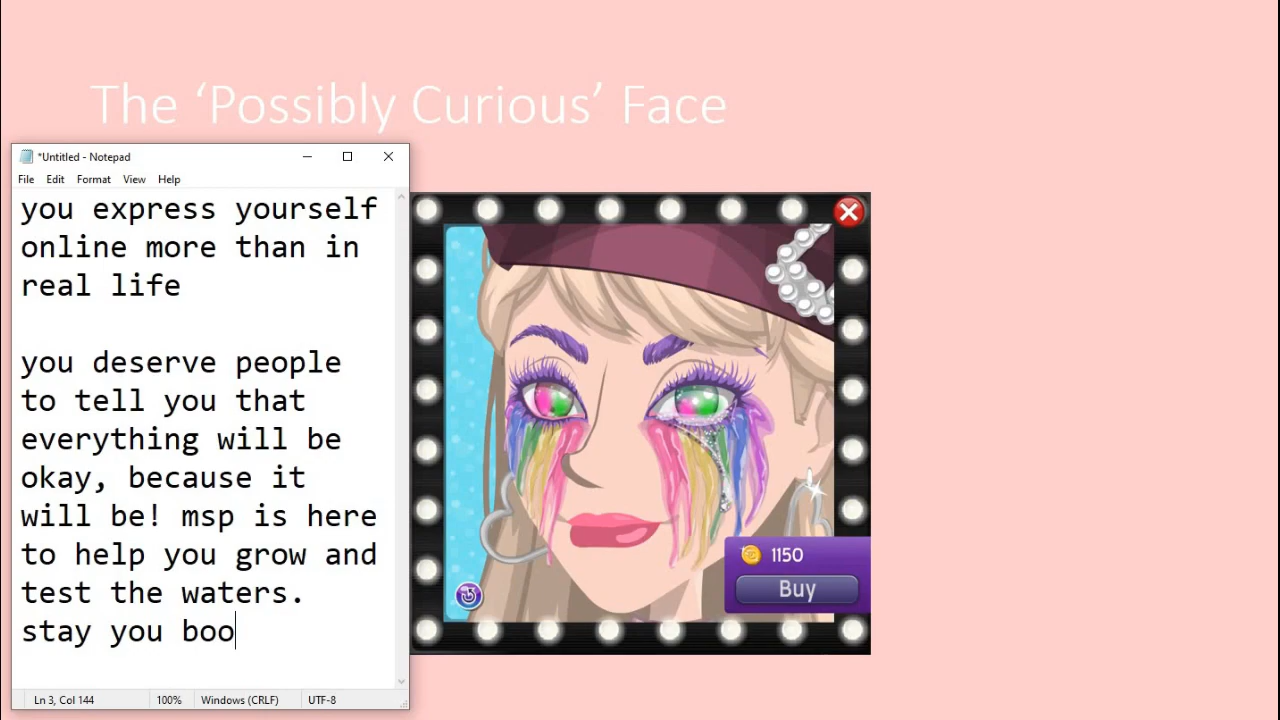 The ‘Possibly Curious’ Face
*Untitled - Notepad
File Edit Format View Help
you express yourself
online more than in
real life
you deserve people
to tell you that
everything will be
okay, because it
will be! msp is here
to help you grow and
test the waters.
stay you boo
Ln 3, Col 144 100% Windows (CRLF) UTF-8
1150
Buy